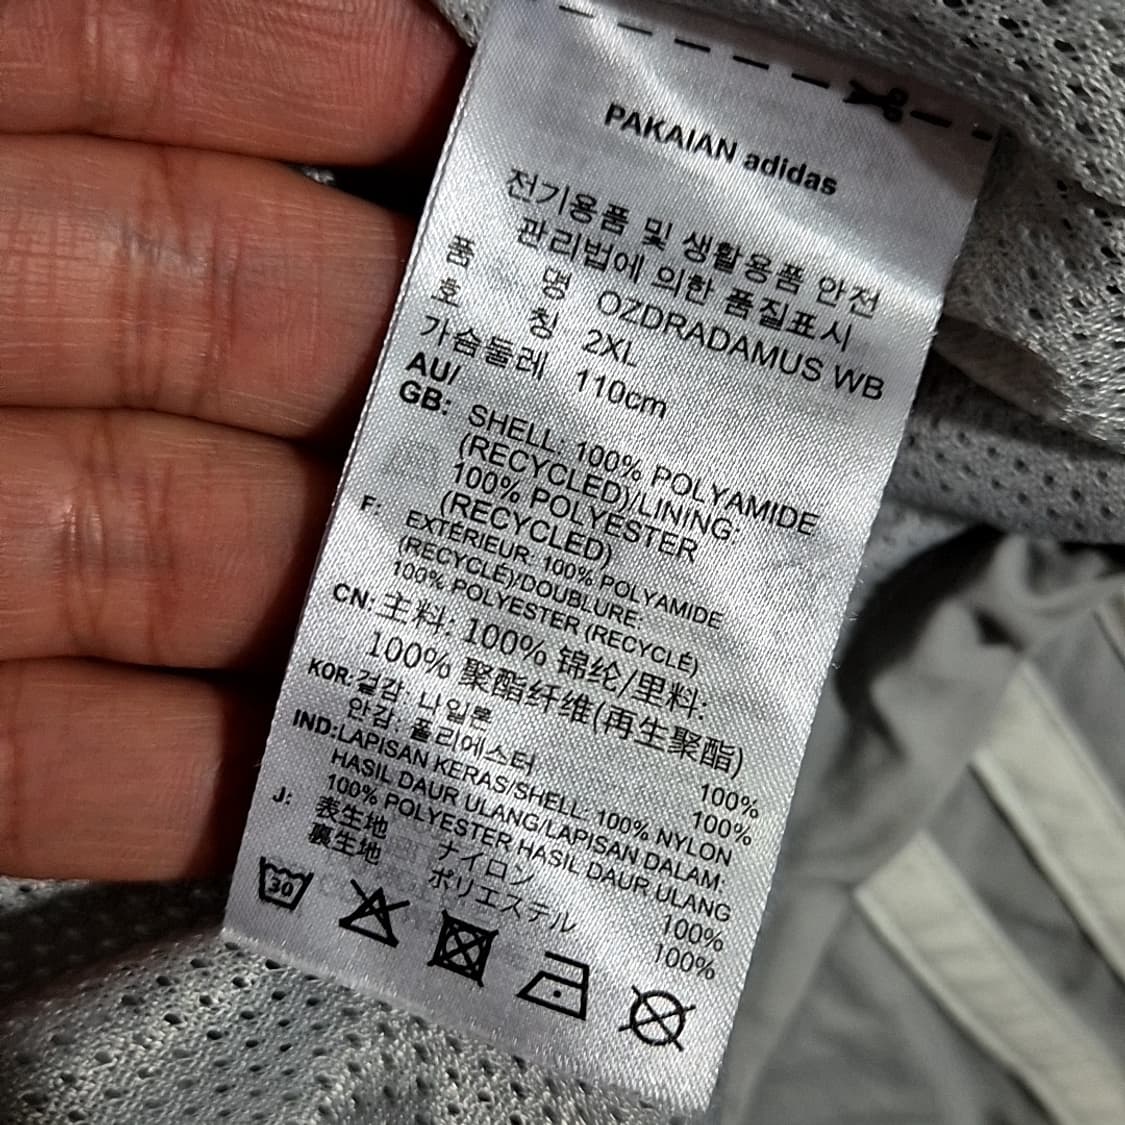 PAKAIAN adidas
전기용품 및 생활용품 안전
관리법에 의한 품질표시
품 명 OZDRADAMUS WB
호 칭 2XL
가슴둘레 110cm
AU/
GB: SHELL: 100% POLYAMIDE
(RECYCLED)/LINING:
100% POLYESTER
(RECYCLED)
F: EXTÉRIEUR: 100% POLYAMIDE
(RECYCLÉ)/DOUBLURE:
100% POLYESTER (RECYCLÉ)
CN: 主料: 100% 锦纶/里料:
100% 聚酯纤维(再生聚酯)
KOR: 겉감: 나일론 100%
안감: 폴리에스터 100%
IND: LAPISAN KERAS/SHELL: 100% NYLON
HASIL DAUR ULANG/LAPISAN DALAM:
100% POLYESTER HASIL DAUR ULANG
J: 表生地 ナイロン 100%
裏生地 ポリエステル 100%
30